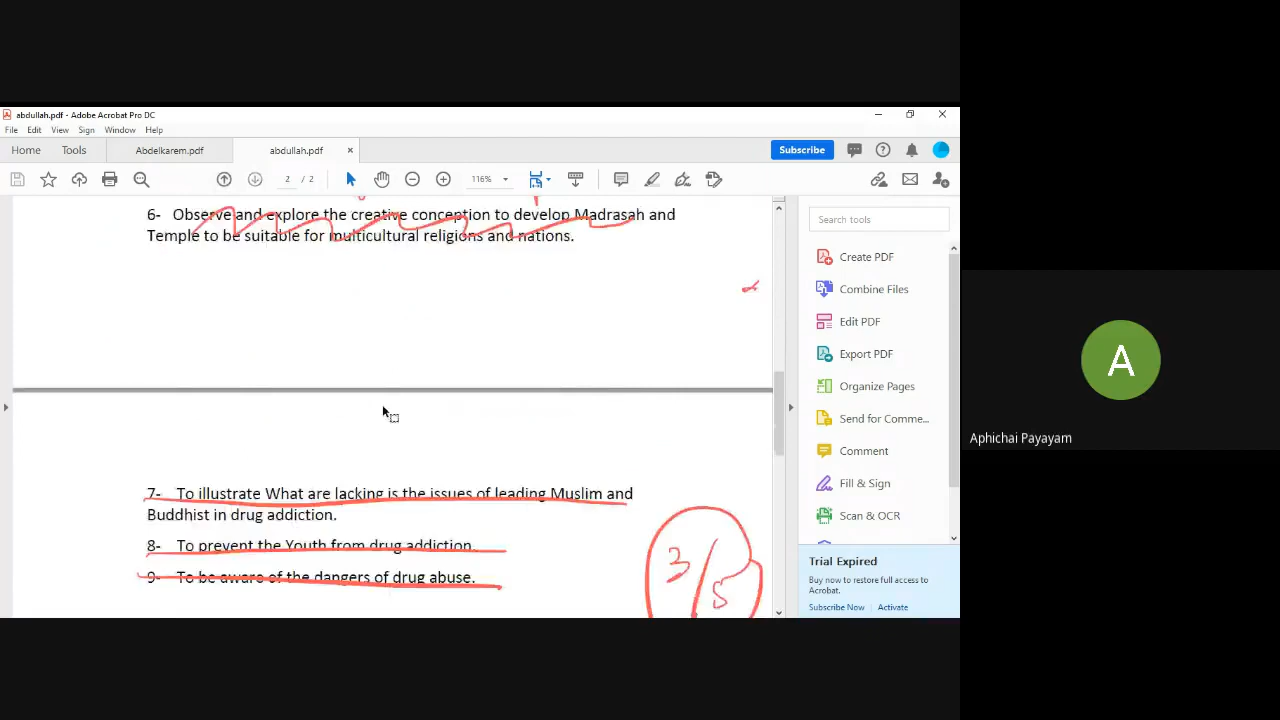 abdullah.pdf - Adobe Acrobat Pro DC
File Edit View Sign Window Help
Home Tools Abdelkarem.pdf abdullah.pdf × Subscribe
2 / 2 116%
6- Observe and explore the creative conception to develop Madrasah and
Temple to be suitable for multicultural religions and nations.
7- To illustrate What are lacking is the issues of leading Muslim and
Buddhist in drug addiction.
8- To prevent the Youth from drug addiction.
9- To be aware of the dangers of drug abuse.
3/5
Search tools
Create PDF
Combine Files
Edit PDF
Export PDF
Organize Pages
Send for Comme...
Comment
Fill & Sign
Scan & OCR
Trial Expired
Buy now to restore full access to
Acrobat.
Subscribe Now Activate
A
Aphichai Payayam